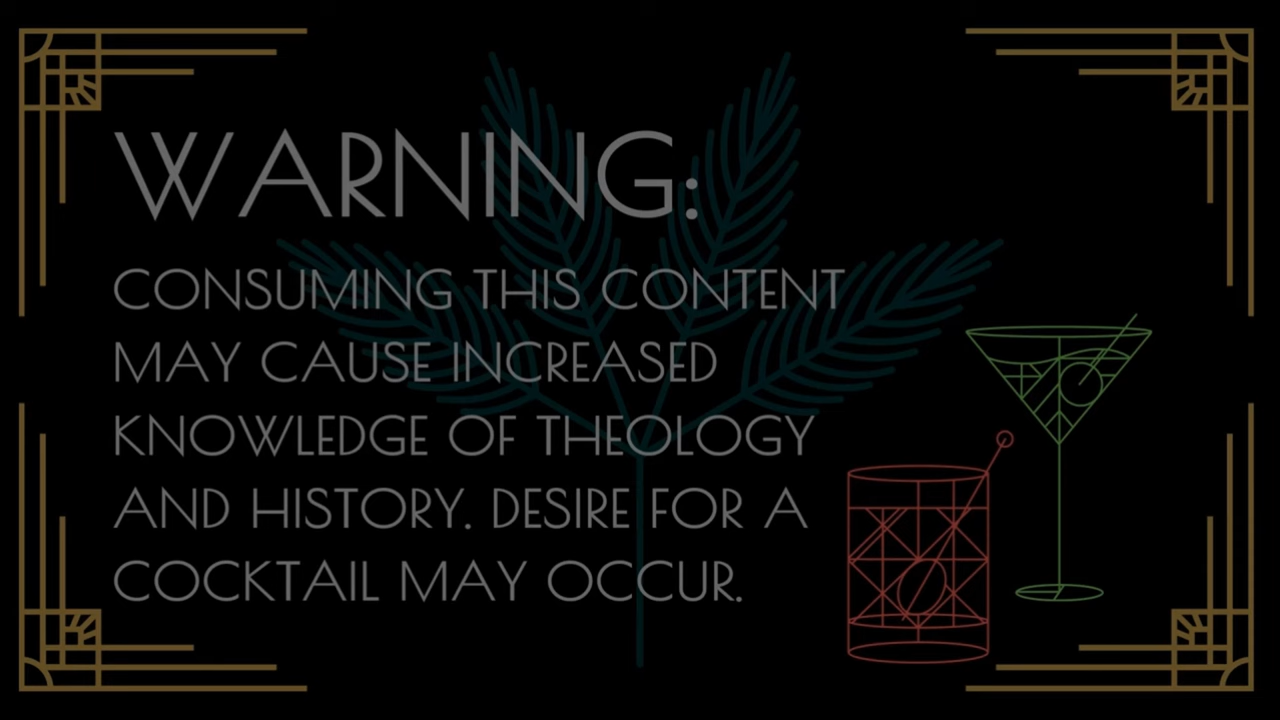 WARNING:
CONSUMING THIS CONTENT
MAY CAUSE INCREASED
KNOWLEDGE OF THEOLOGY
AND HISTORY. DESIRE FOR A
COCKTAIL MAY OCCUR.